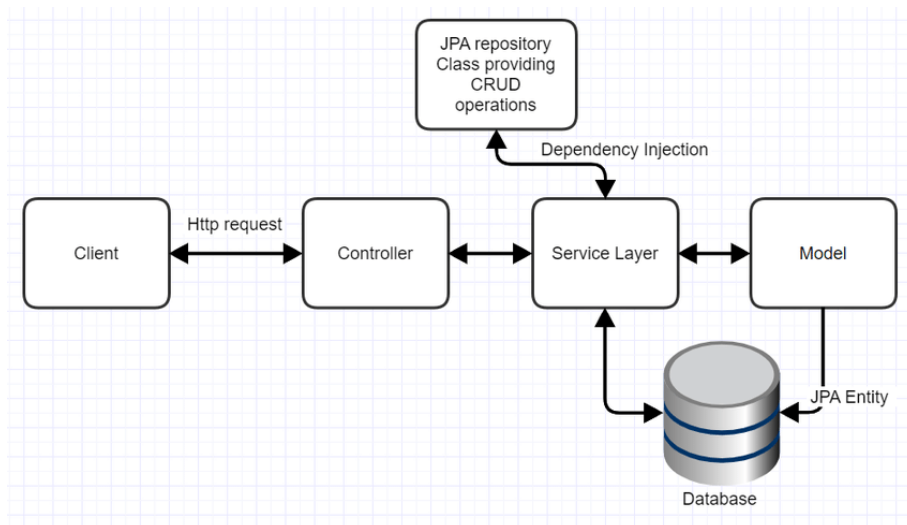 JPA repository
Class providing
CRUD
operations
Dependency Injection
Http request
Client
Controller
Service Layer
Model
JPA Entity
Database